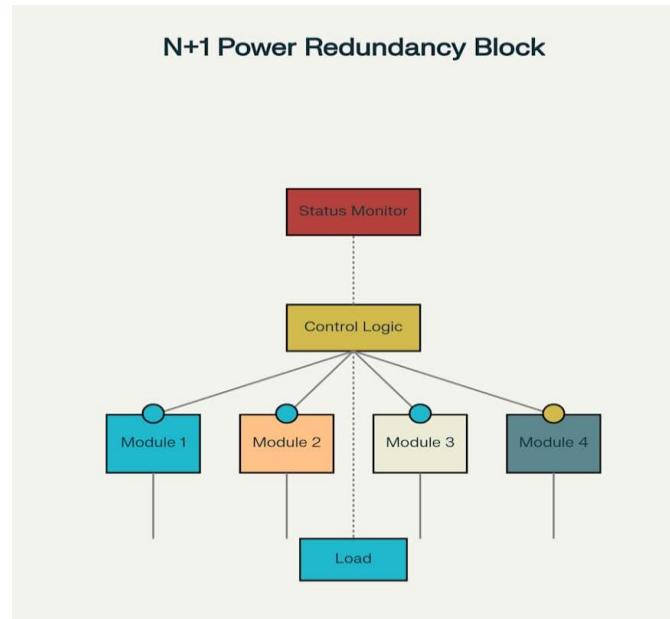 N+1 Power Redundancy Block
Status Monitor
Control Logic
Module 1
Module 2
Module 3
Module 4
Load